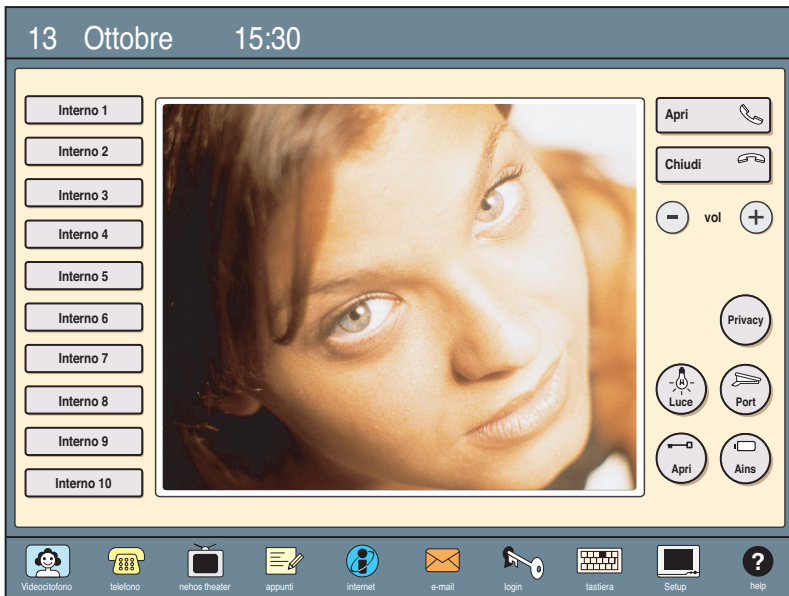 13 Ottobre 15:30
Interno 1
Interno 2
Interno 3
Interno 4
Interno 5
Interno 6
Interno 7
Interno 8
Interno 9
Interno 10
Apri
Chiudi
- vol +
Privacy
Luce
Port
Apri
Ains
Videocitofono
telefono
nehos theater
appunti
internet
e-mail
login
tastiera
Setup
?
help